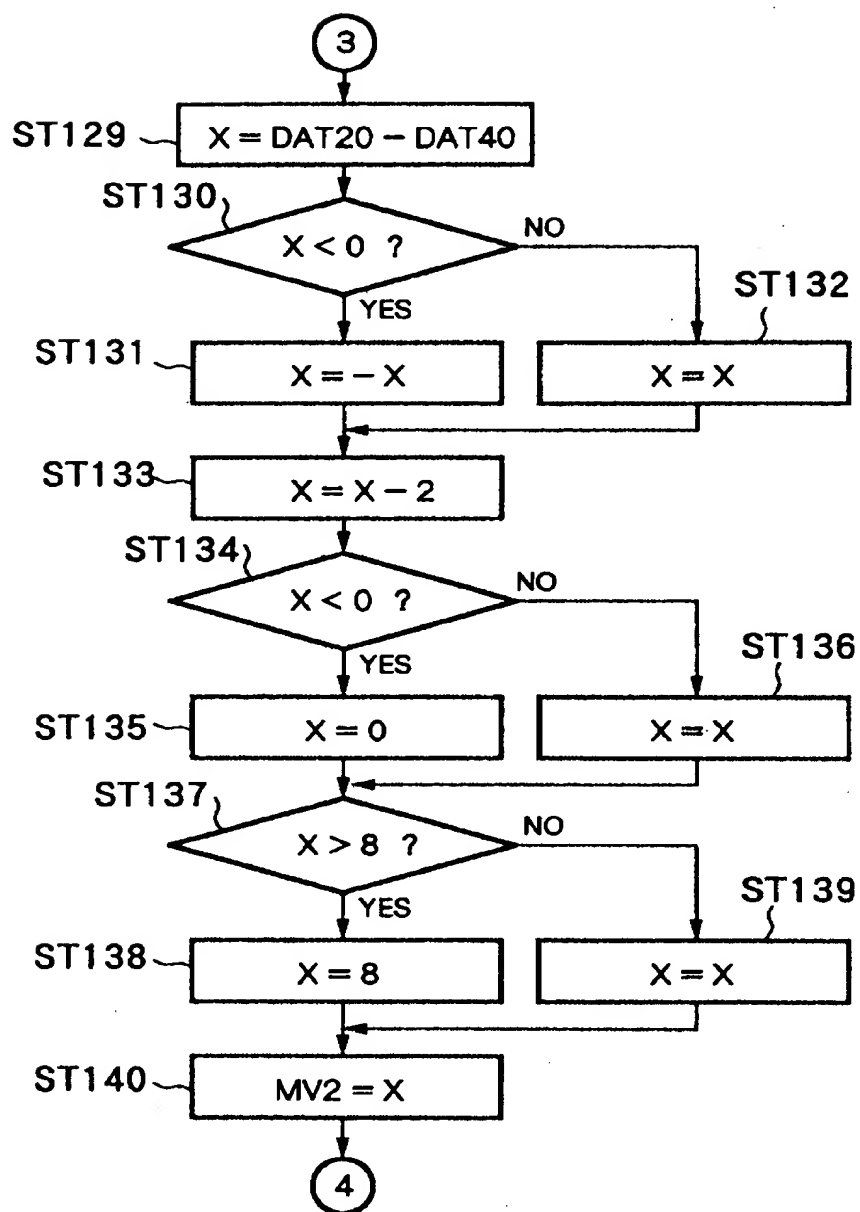 3
ST129
X = DAT20 - DAT40
ST130
X < 0 ?
NO
YES
ST132
ST131
X = - X
X = X
ST133
X = X - 2
ST134
X < 0 ?
NO
YES
ST136
ST135
X = 0
X = X
ST137
X > 8 ?
NO
YES
ST139
ST138
X = 8
X = X
ST140
MV2 = X
4